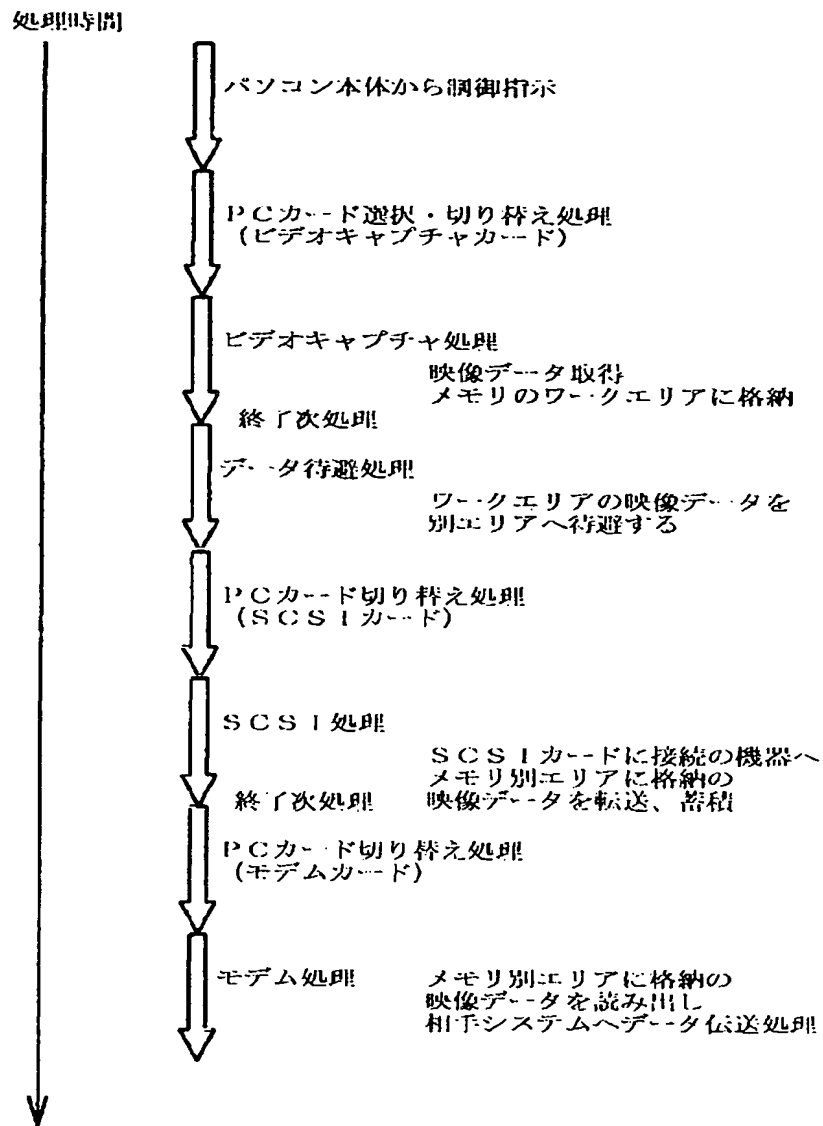 処理時間
パソコン本体から制御指示
PCカード選択・切り替え処理
(ビデオキャプチャカード)
ビデオキャプチャ処理
映像データ取得
メモリのワークエリアに格納
終了次処理
データ待避処理
ワークエリアの映像データを
別エリアへ待避する
PCカード切り替え処理
(SCSIカード)
SCSI処理
SCSIカードに接続の機器へ
メモリ別エリアに格納の
終了次処理 映像データを転送、蓄積
PCカード切り替え処理
(モデムカード)
モデム処理 メモリ別エリアに格納の
映像データを読み出し
相手システムへデータ伝送処理